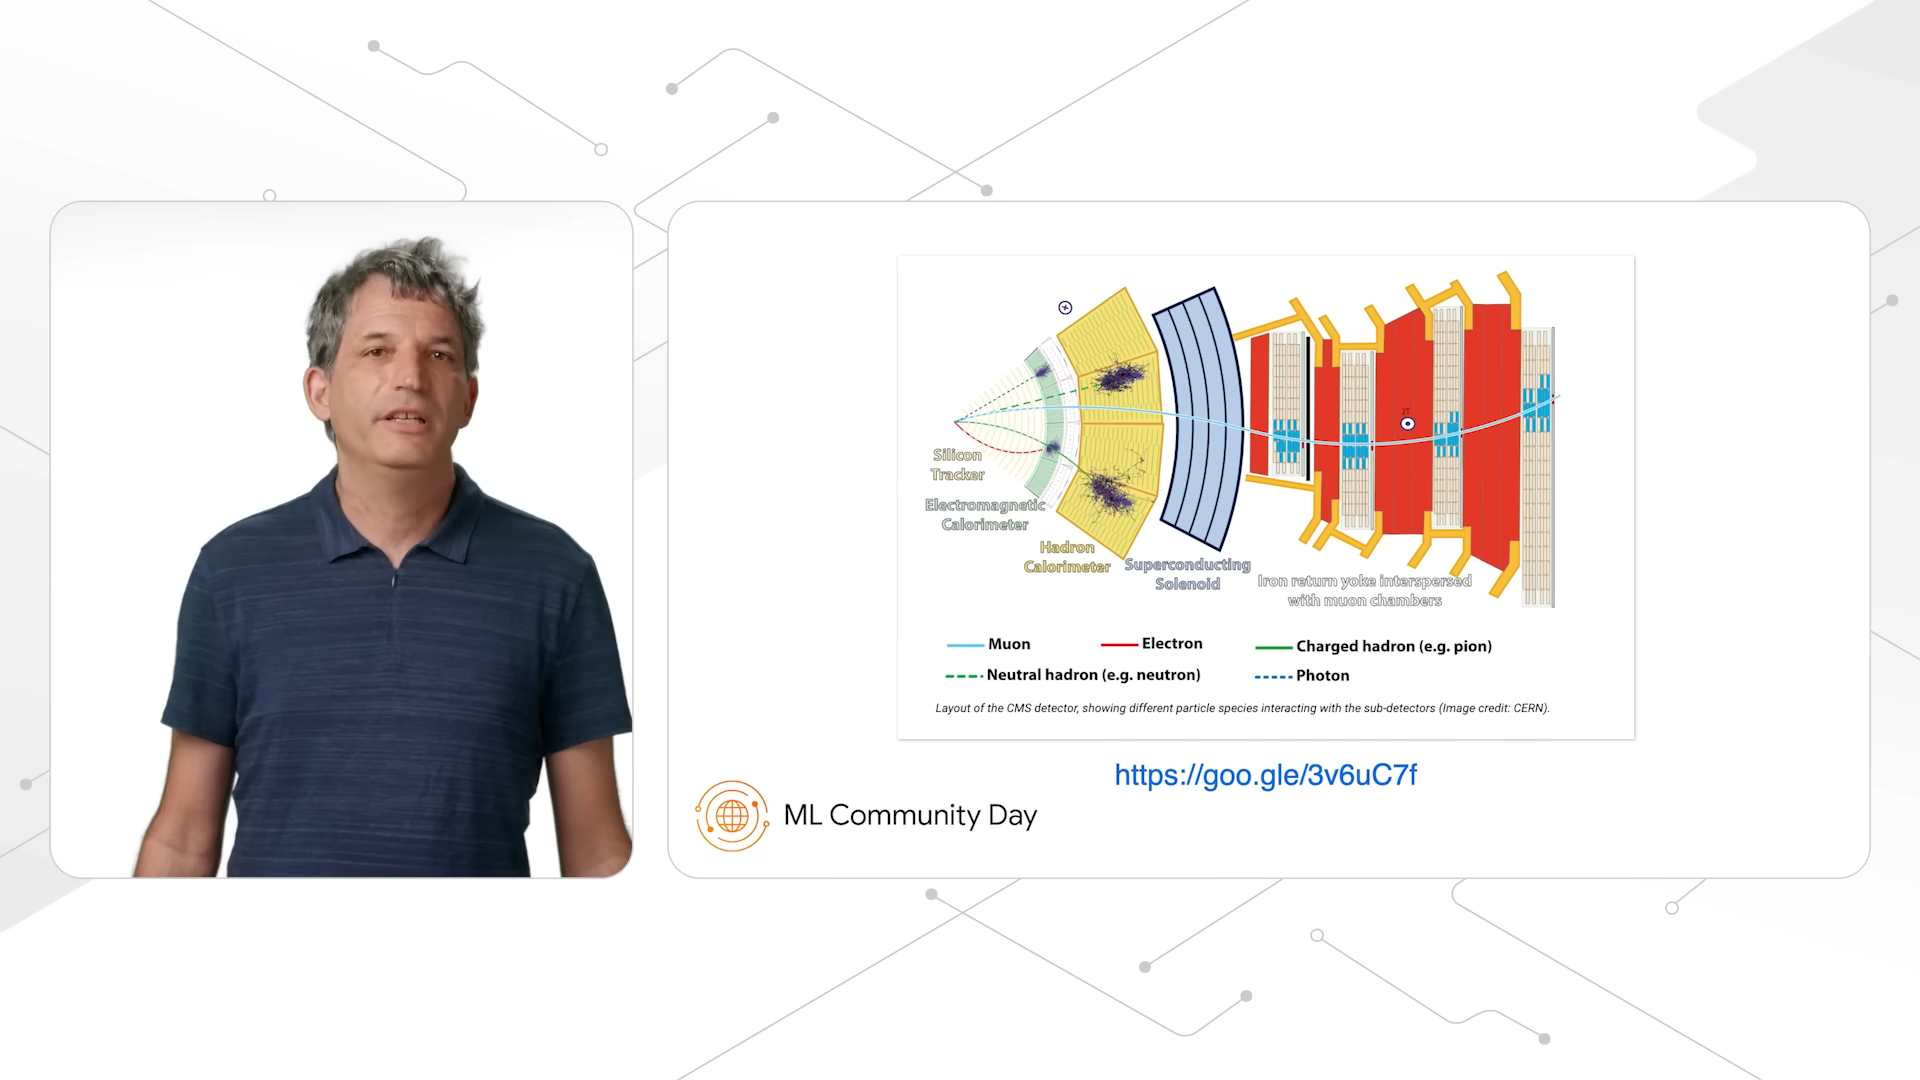 2T
Silicon
Tracker
Electromagnetic
Calorimeter
Hadron
Calorimeter
Superconducting
Solenoid
Iron return yoke interspersed
with muon chambers
Muon
Electron
Charged hadron (e.g. pion)
Neutral hadron (e.g. neutron)
Photon
Layout of the CMS detector, showing different particle species interacting with the sub-detectors (Image credit: CERN).
https://goo.gle/3v6uC7f
ML Community Day